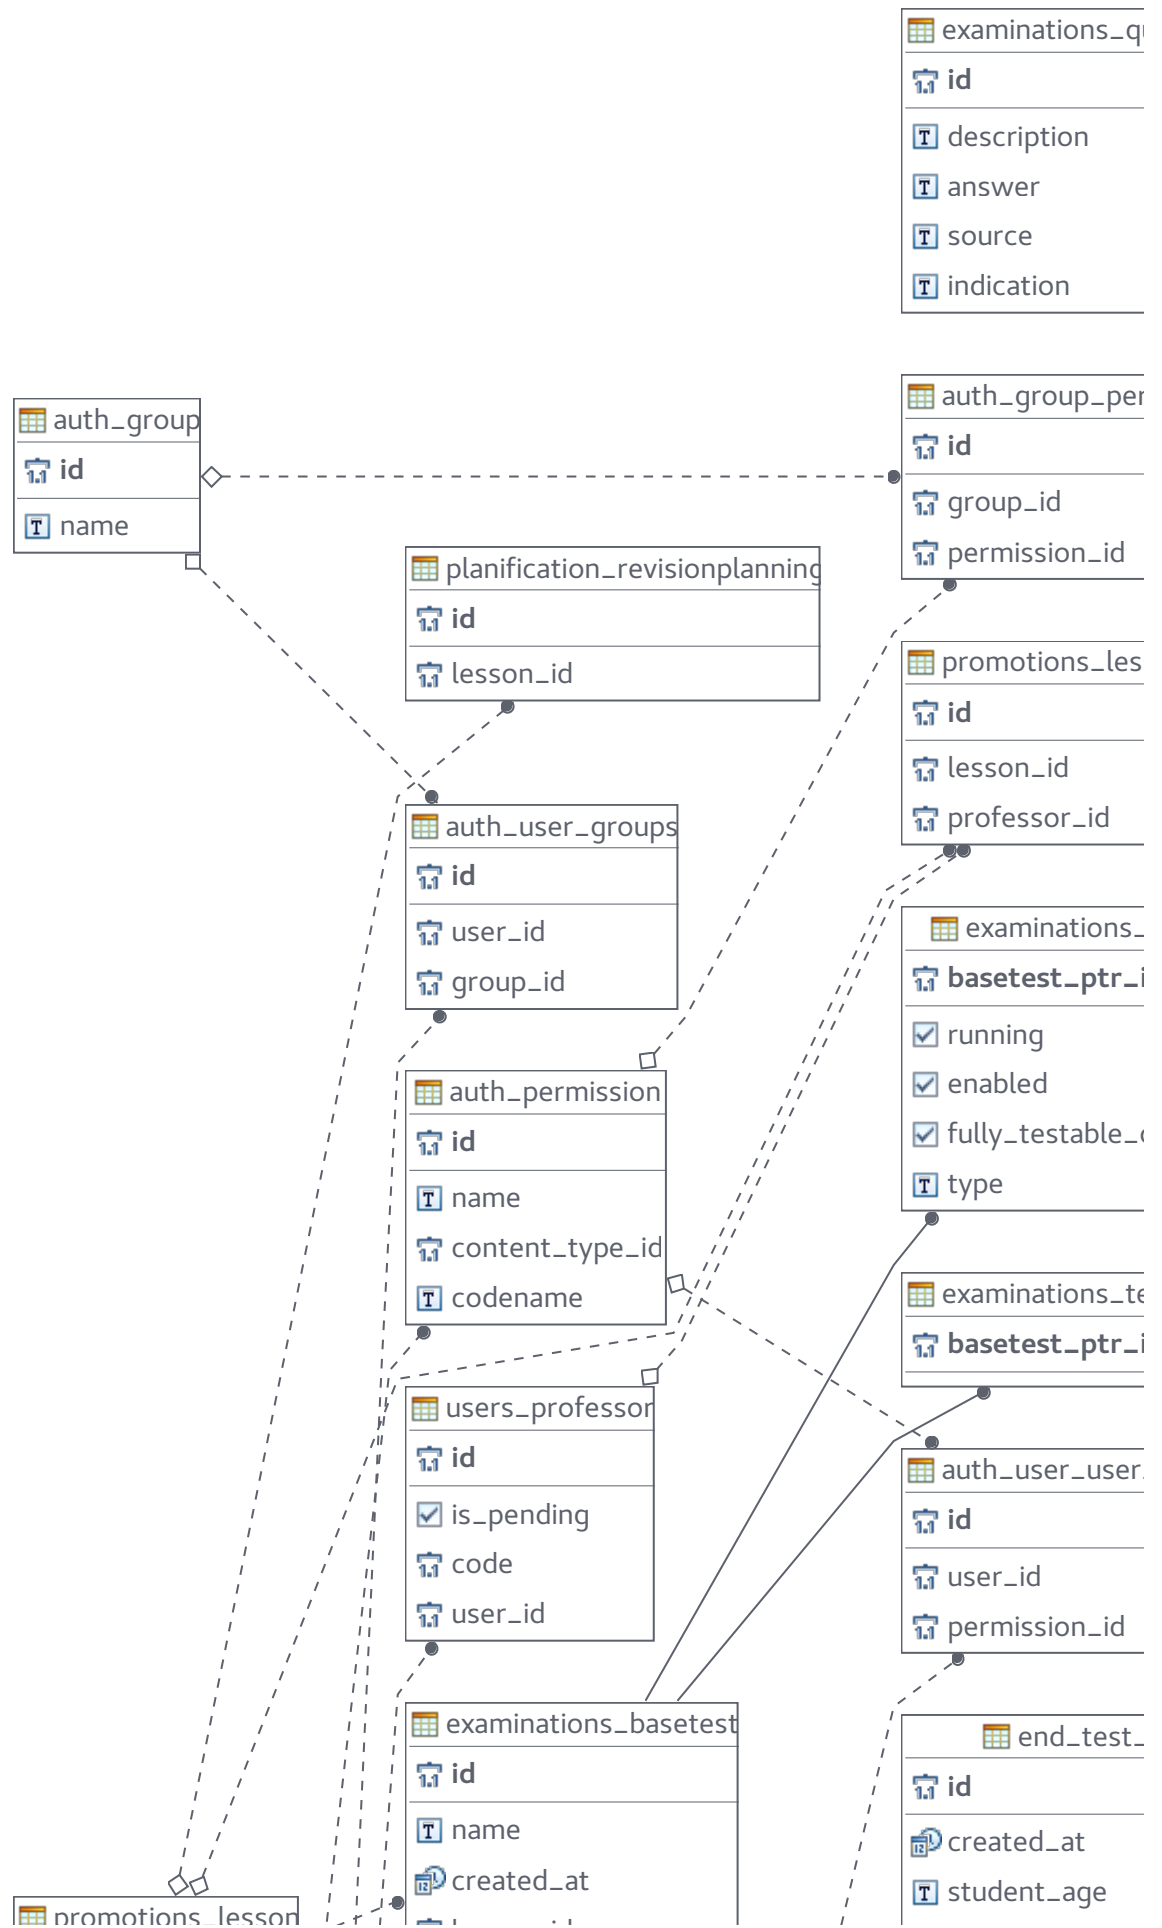 examinations_q
id
description
answer
source
indication
auth_group
id
name
auth_group_per
id
group_id
permission_id
planification_revisionplanning
id
lesson_id
promotions_les
id
lesson_id
professor_id
auth_user_groups
id
user_id
group_id
examinations_
basetest_ptr_i
running
enabled
fully_testable_
type
auth_permission
id
name
content_type_id
codename
examinations_te
basetest_ptr_i
users_professor
id
is_pending
code
user_id
auth_user_user
id
user_id
permission_id
examinations_basetest
id
name
created_at
end_test_
id
created_at
student_age
promotions_lesson